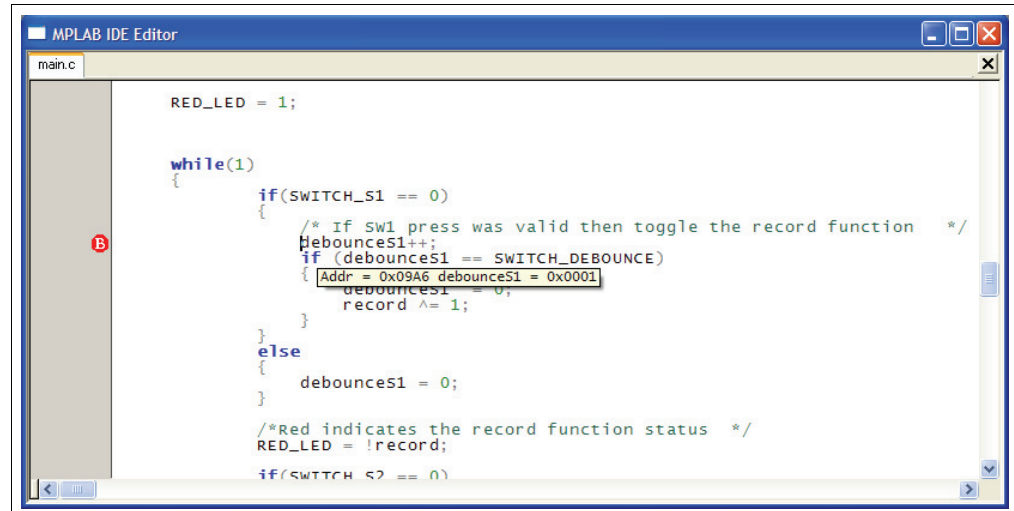 MPLAB IDE Editor
main.c
RED_LED = 1;
while(1)
{
if(SWITCH_S1 == 0)
{
/* If SW1 press was valid then toggle the record function */
B
debounceS1++;
if (debounceS1 == SWITCH_DEBOUNCE)
{
Addr = 0x09A6 debounceS1 = 0x0001
debounceS1 = 0;
record ^= 1;
}
}
else
{
debounceS1 = 0;
}
/*Red indicates the record function status */
RED_LED = !record;
if(SWITCH_S2 == 0)